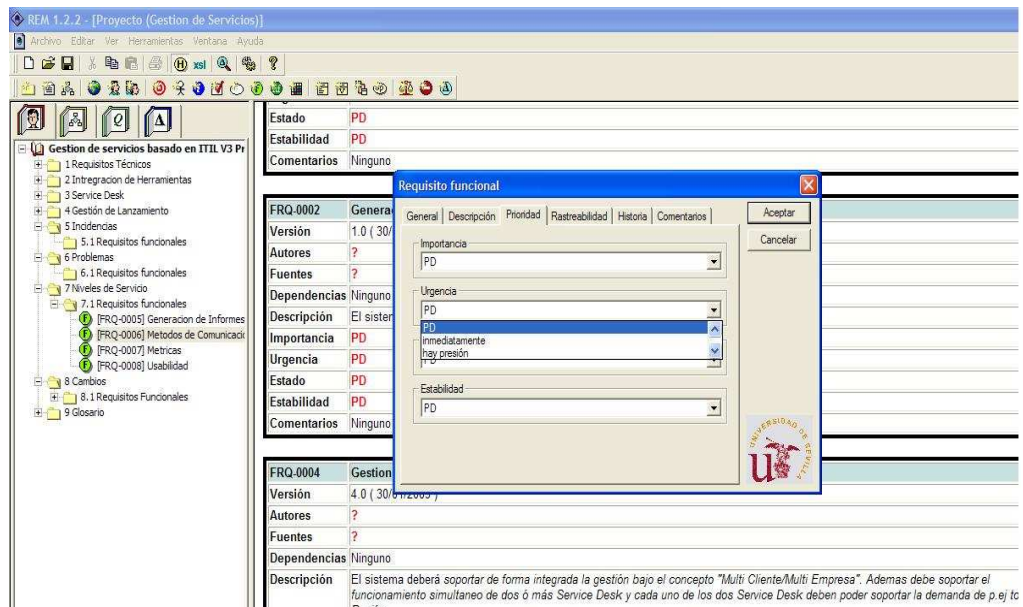 REM 1.2.2 - [Proyecto (Gestion de Servicios)]
Archivo Editar Ver Herramientas Ventana Ayuda
H xsl
Q A
Gestion de servicios basado en ITIL V3 Pr
1 Requisitos Técnicos
2 Intregracion de Herramientas
3 Service Desk
4 Gestión de Lanzamiento
5 Incidencias
5.1 Requisitos funcionales
6 Problemas
6.1 Requisitos funcionales
7 Niveles de Servicio
7.1 Requisitos funcionales
[FRQ-0005] Generacion de Informes
[FRQ-0006] Metodos de Comunicaci
[FRQ-0007] Metricas
[FRQ-0008] Usabilidad
8 Cambios
8.1 Requisitos Funcionales
9 Glosario
Estado PD
Estabilidad PD
Comentarios Ninguno
FRQ-0002 Genera
Versión 1.0 ( 30/
Autores ?
Fuentes ?
Dependencias Ninguno
Descripción El sister
Importancia PD
Urgencia PD
Estado PD
Estabilidad PD
Comentarios Ninguno
Requisito funcional
General Descripción Prioridad Rastreabilidad Historia Comentarios
Aceptar
Cancelar
Importancia
PD
Urgencia
PD
PD
inmediatamente
hay presión
Estabilidad
PD
UNIVERSIDAD DE SEVILLA
FRQ-0004 Gestion
Versión 4.0 ( 30/
Autores ?
Fuentes ?
Dependencias Ninguno
Descripción El sistema deberá soportar de forma integrada la gestión bajo el concepto "Multi Cliente/Multi Empresa". Ademas debe soportar el
funcionamiento simultaneo de dos ó más Service Desk y cada uno de los dos Service Desk deben poder soportar la demanda de p.ej to